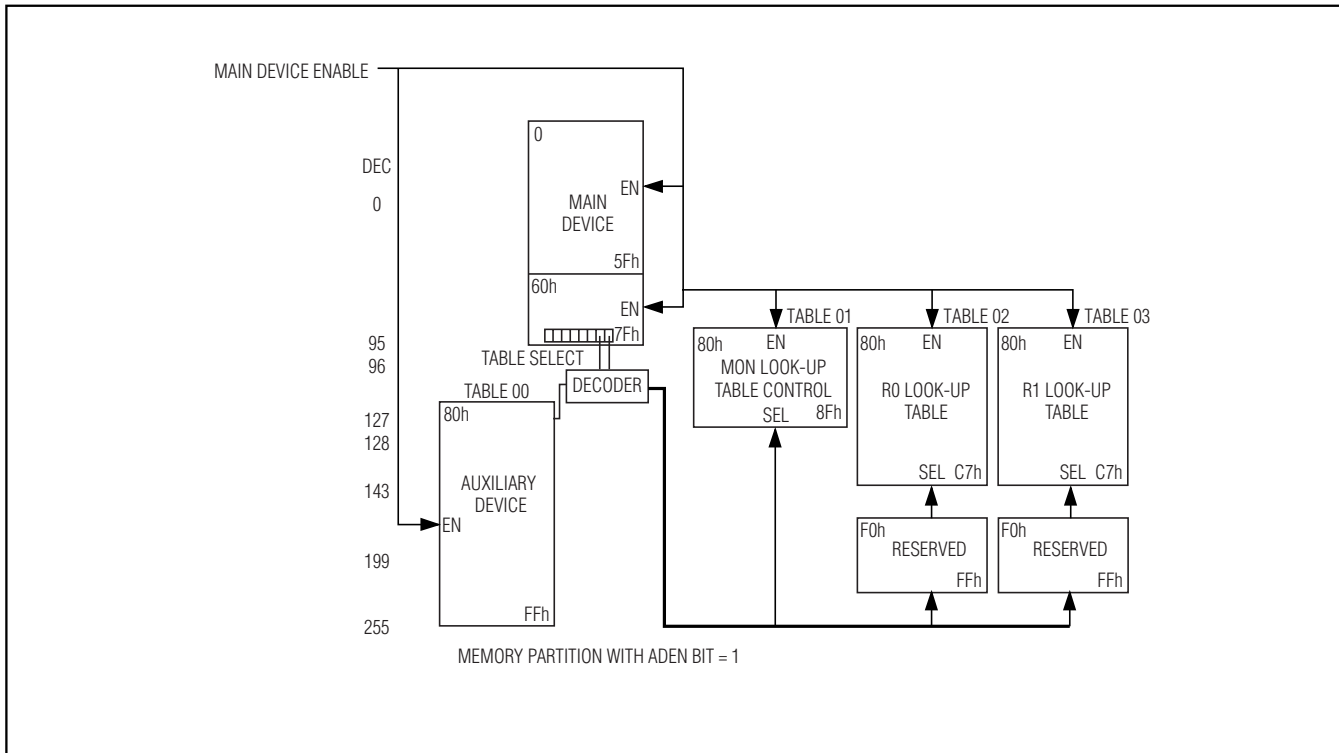 MAIN DEVICE ENABLE
DEC
0
95
96
127
128
143
199
255
0
EN
MAIN
DEVICE
5Fh
60h
EN
7Fh
TABLE SELECT
DECODER
TABLE 00
80h
AUXILIARY
DEVICE
EN
FFh
TABLE 01
80h
EN
MON LOOK-UP
TABLE CONTROL
SEL
8Fh
TABLE 02
80h
EN
R0 LOOK-UP
TABLE
SEL C7h
F0h
RESERVED
FFh
TABLE 03
80h
EN
R1 LOOK-UP
TABLE
SEL C7h
F0h
RESERVED
FFh
MEMORY PARTITION WITH ADEN BIT = 1